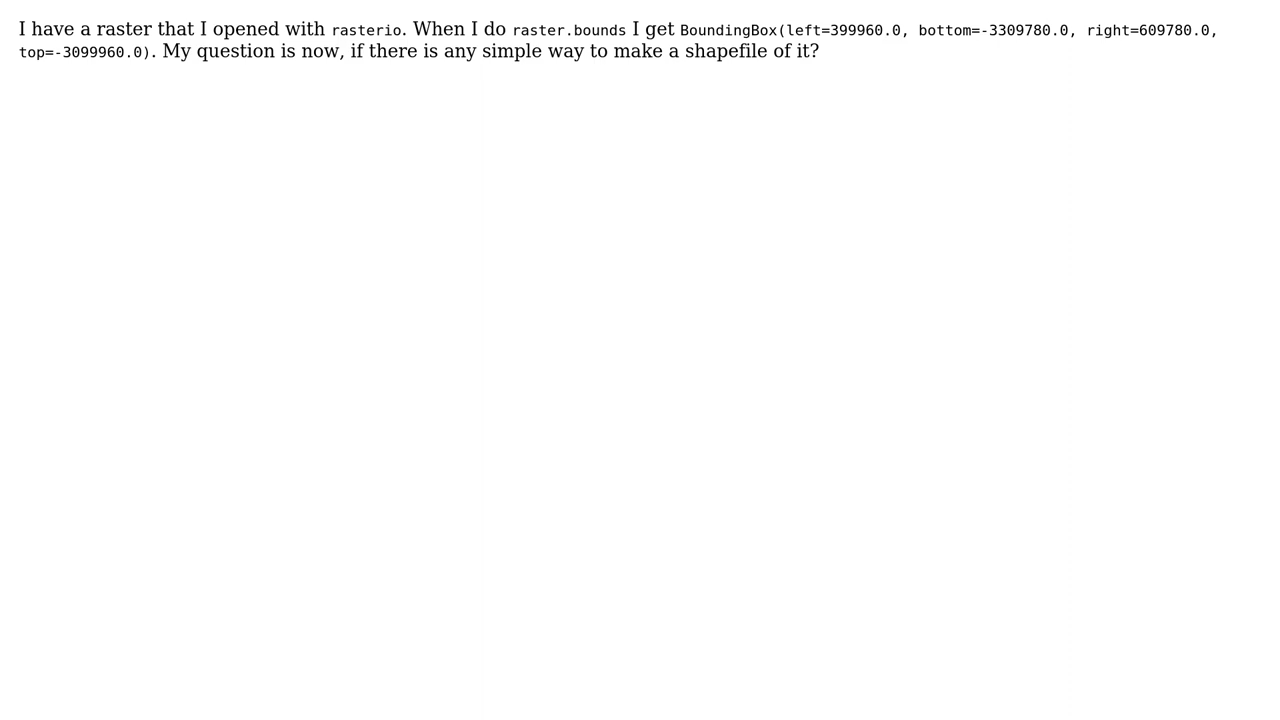 I have a raster that I opened with rasterio. When I do raster.bounds I get BoundingBox(left=399960.0, bottom=-3309780.0, right=609780.0,
top=-3099960.0). My question is now, if there is any simple way to make a shapefile of it?